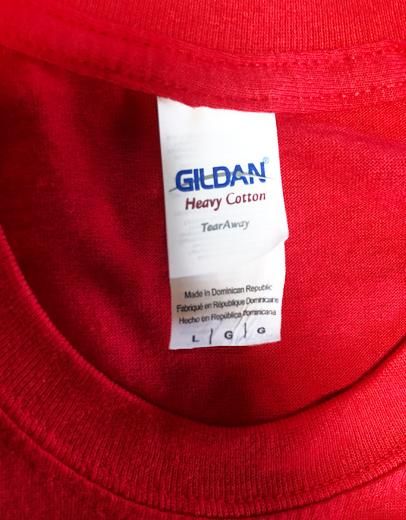 GILDAN®
Heavy Cotton
TearAway
Made in Dominican Republic
Fabriqué en République Dominicaine
Hecho en República Dominicana
L / G / G